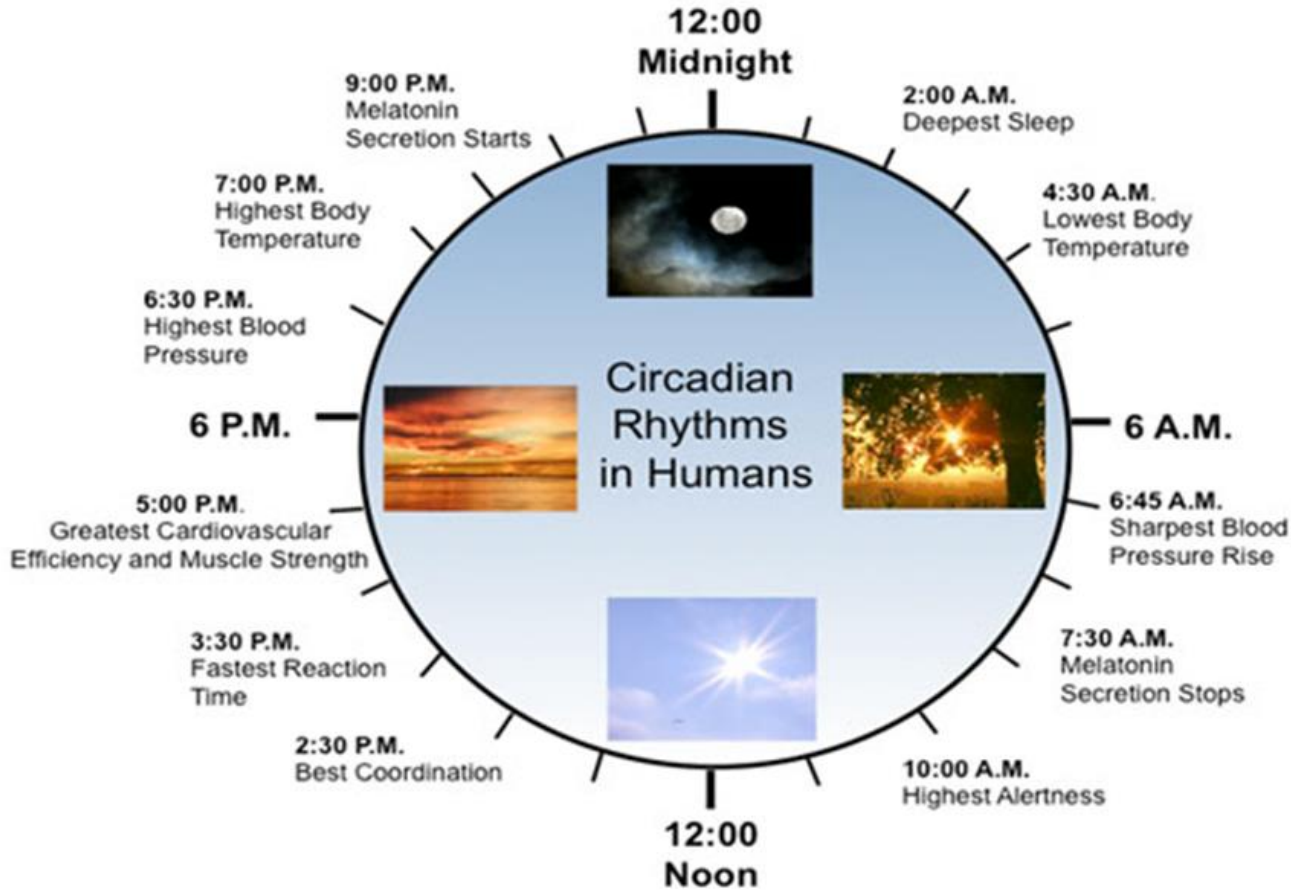 12:00
Midnight
2:00 A.M.
Deepest Sleep
4:30 A.M.
Lowest Body
Temperature
6 A.M.
6:45 A.M.
Sharpest Blood
Pressure Rise
7:30 A.M.
Melatonin
Secretion Stops
10:00 A.M.
Highest Alertness
12:00
Noon
2:30 P.M.
Best Coordination
3:30 P.M.
Fastest Reaction
Time
5:00 P.M.
Greatest Cardiovascular
Efficiency and Muscle Strength
6 P.M.
6:30 P.M.
Highest Blood
Pressure
7:00 P.M.
Highest Body
Temperature
9:00 P.M.
Melatonin
Secretion Starts
Circadian
Rhythms
in Humans